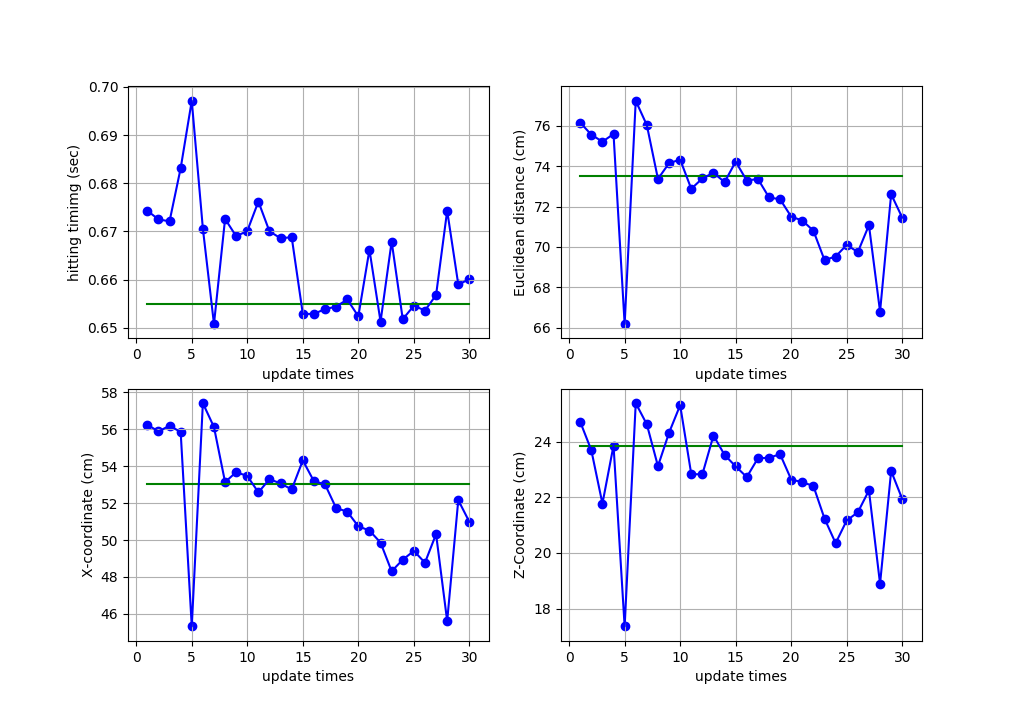 0.70
0.69
0.68
0.67
0.66
0.65
hitting timimg (sec)
0 5 10 15 20 25 30
update times
76
74
72
70
68
66
Euclidean distance (cm)
0 5 10 15 20 25 30
update times
58
56
54
52
50
48
46
X-coordinate (cm)
0 5 10 15 20 25 30
update times
24
22
20
18
Z-Coordinate (cm)
0 5 10 15 20 25 30
update times